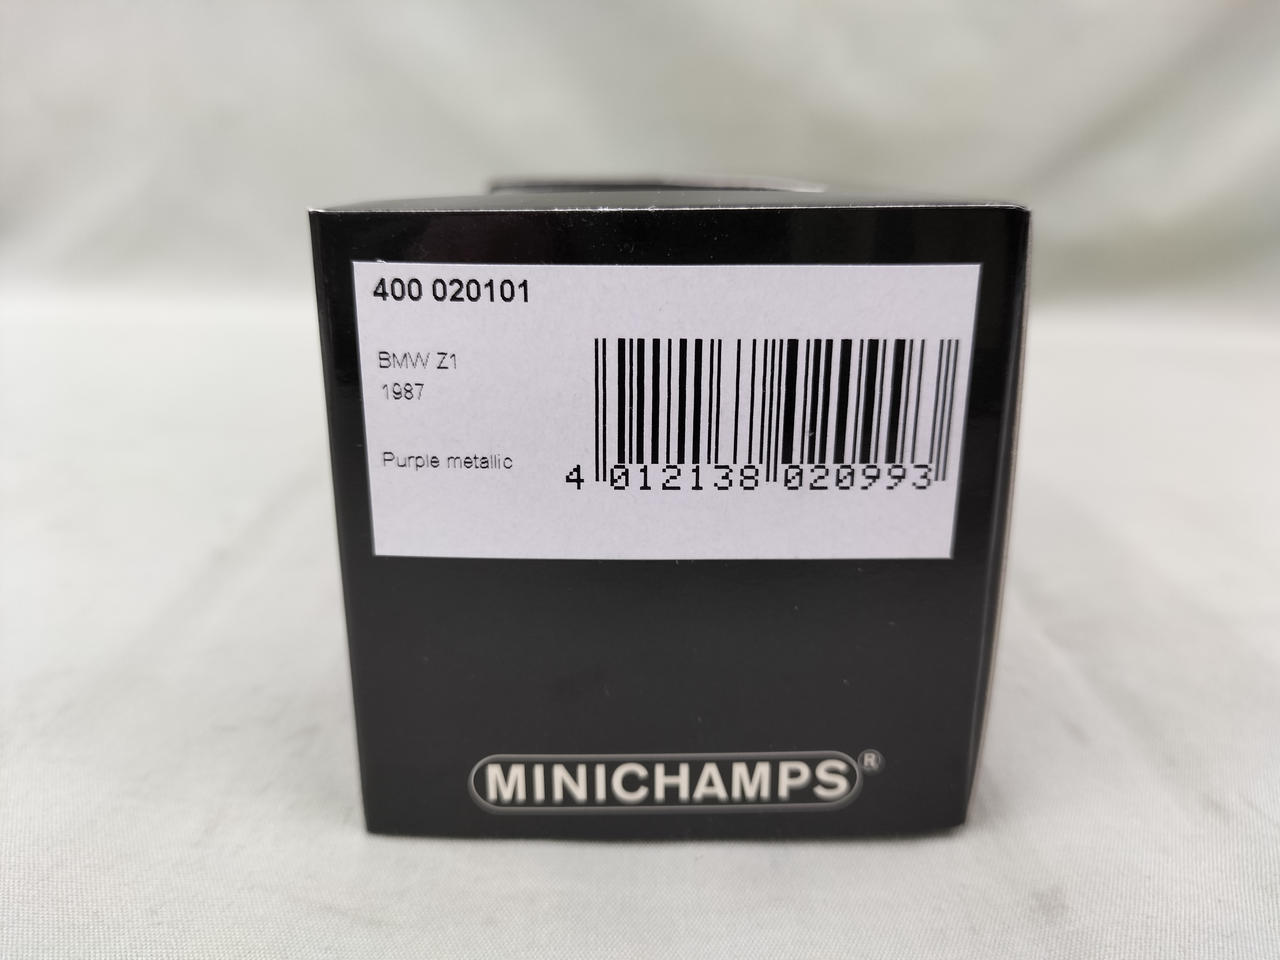 400 020101
BMW Z1
1987
Purple metallic
4 012138 020993
MINICHAMPS®